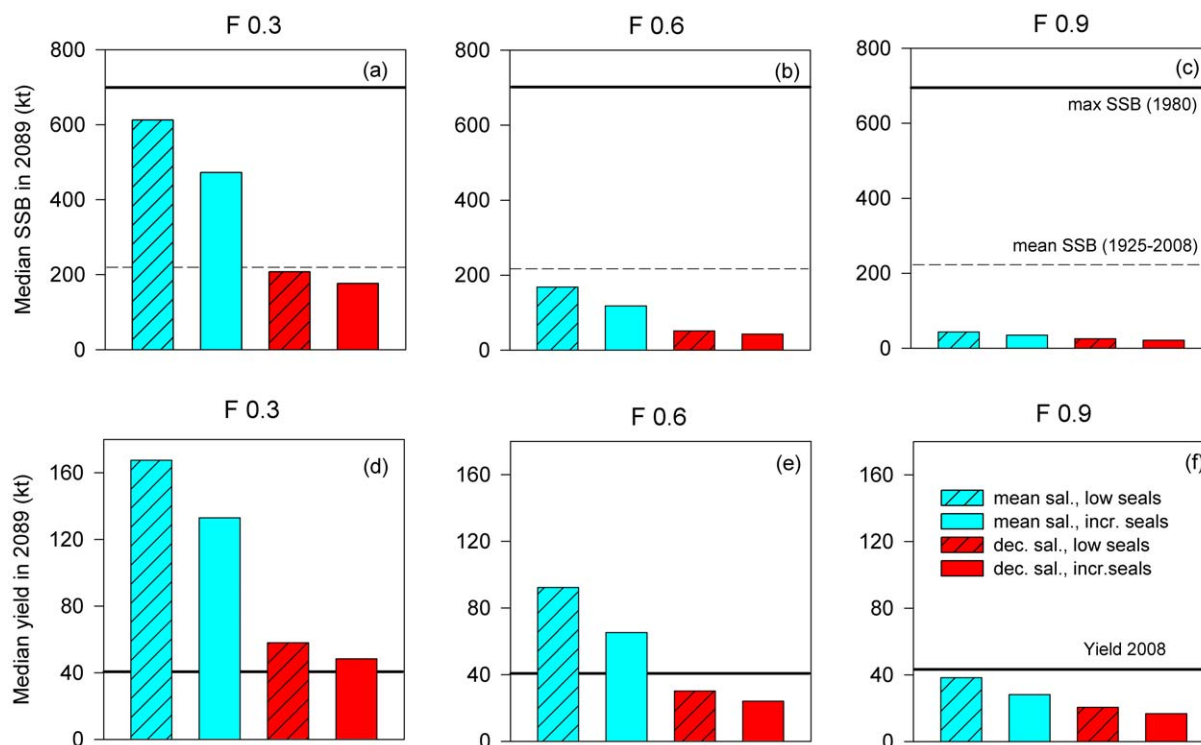 F 0.3
F 0.6
F 0.9
Median SSB in 2089 (kt)
800
600
400
200
0
(a)
800
600
400
200
0
(b)
800
600
400
200
0
(c)
max SSB (1980)
mean SSB (1925-2008)
F 0.3
F 0.6
F 0.9
Median yield in 2089 (kt)
160
120
80
40
0
(d)
160
120
80
40
0
(e)
160
120
80
40
0
(f)
mean sal., low seals
mean sal., incr. seals
dec. sal., low seals
dec. sal., incr.seals
Yield 2008